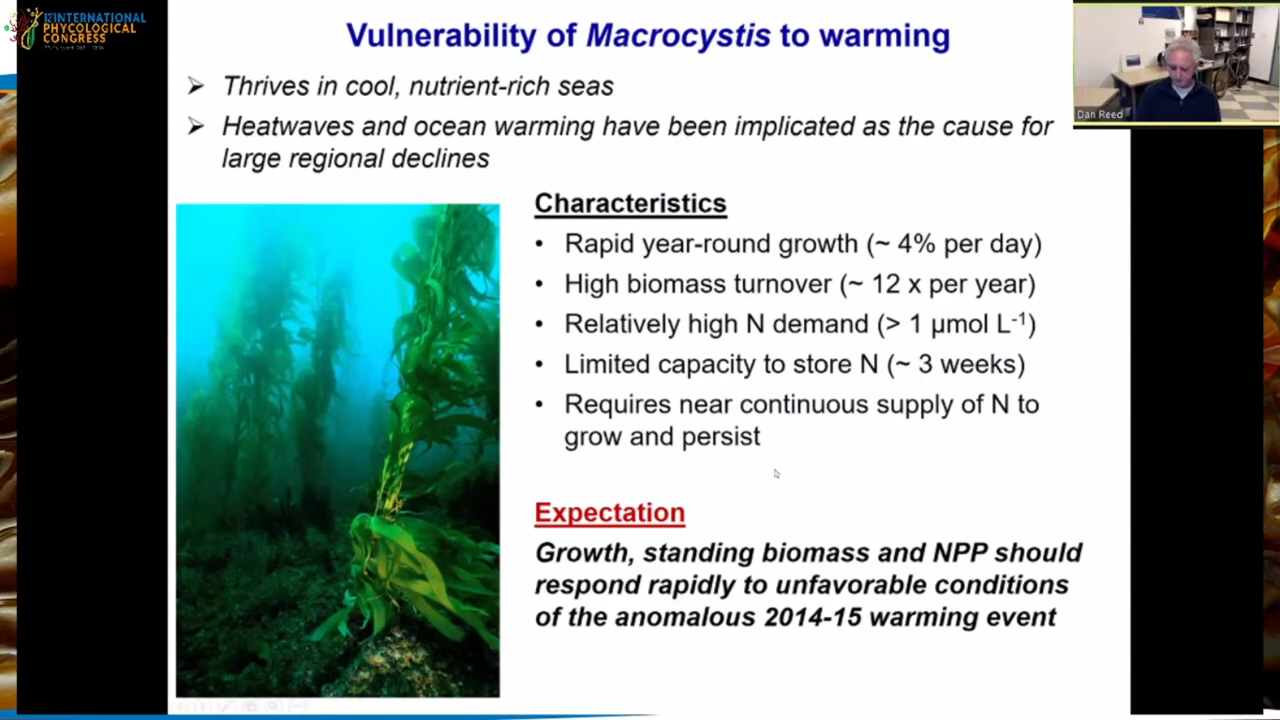 12th INTERNATIONAL
PHYCOLOGICAL
CONGRESS
Vulnerability of Macrocystis to warming
➢ Thrives in cool, nutrient-rich seas
➢ Heatwaves and ocean warming have been implicated as the cause for
large regional declines
Dan Reed
Characteristics
• Rapid year-round growth (~ 4% per day)
• High biomass turnover (~ 12 x per year)
• Relatively high N demand (> 1 µmol L⁻¹)
• Limited capacity to store N (~ 3 weeks)
• Requires near continuous supply of N to
grow and persist
Expectation
Growth, standing biomass and NPP should
respond rapidly to unfavorable conditions
of the anomalous 2014-15 warming event